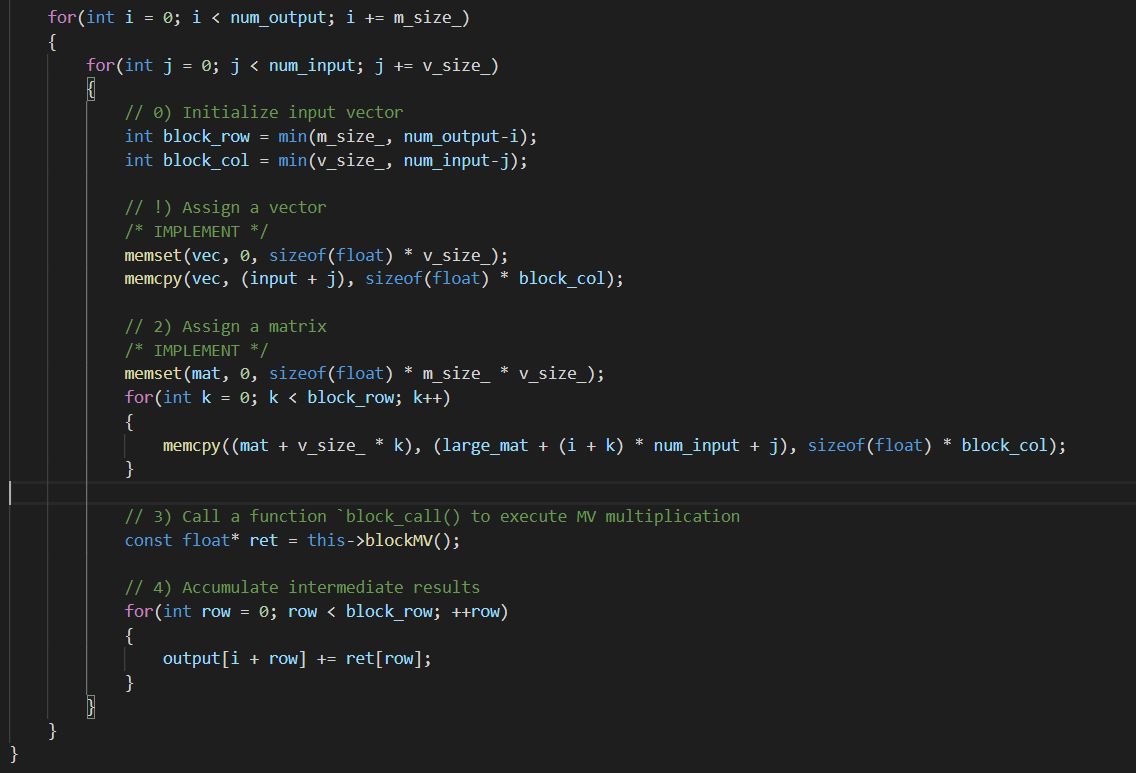 for(int i = 0; i < num_output; i += m_size_)
{
for(int j = 0; j < num_input; j += v_size_)
{
// 0) Initialize input vector
int block_row = min(m_size_, num_output-i);
int block_col = min(v_size_, num_input-j);
// !) Assign a vector
/* IMPLEMENT */
memset(vec, 0, sizeof(float) * v_size_);
memcpy(vec, (input + j), sizeof(float) * block_col);
// 2) Assign a matrix
/* IMPLEMENT */
memset(mat, 0, sizeof(float) * m_size_ * v_size_);
for(int k = 0; k < block_row; k++)
{
memcpy((mat + v_size_ * k), (large_mat + (i + k) * num_input + j), sizeof(float) * block_col);
}
// 3) Call a function `block_call() to execute MV multiplication
const float* ret = this->blockMV();
// 4) Accumulate intermediate results
for(int row = 0; row < block_row; ++row)
{
output[i + row] += ret[row];
}
}
}
}